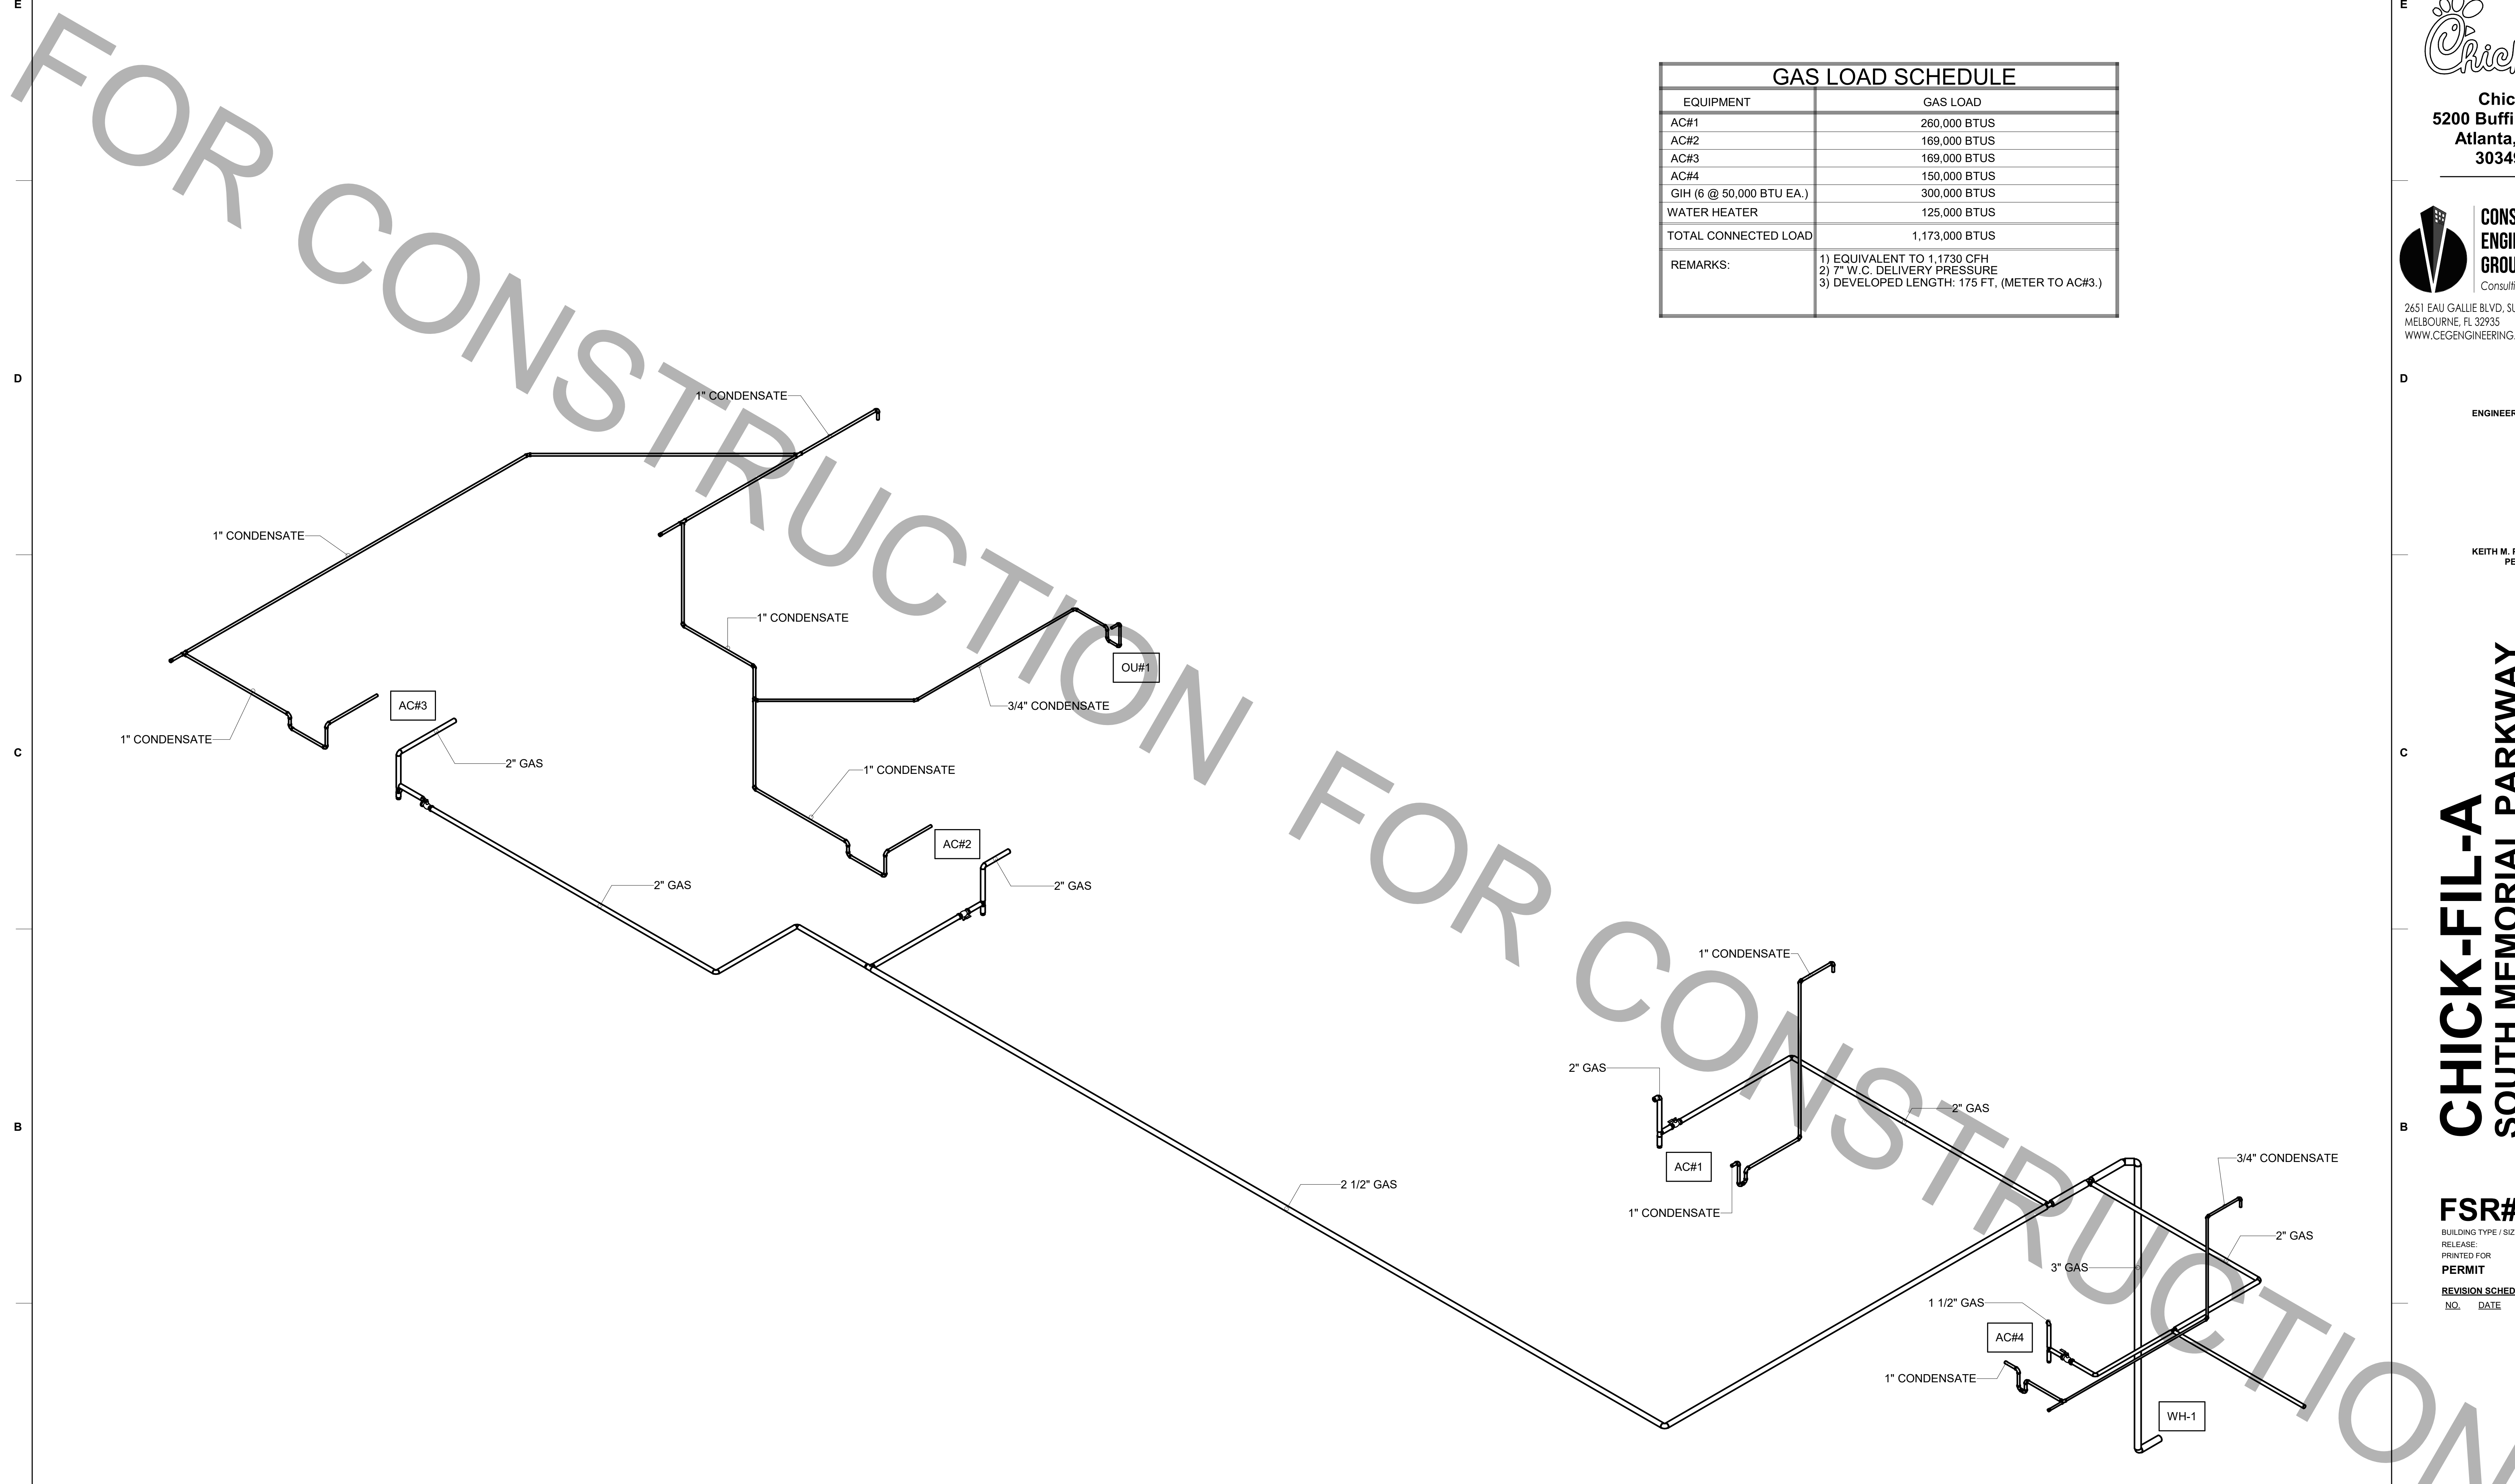 E
E
FOR CONSTRUCTION FOR CONSTRUCTION
GAS LOAD SCHEDULE
EQUIPMENT GAS LOAD
AC#1 260,000 BTUS
AC#2 169,000 BTUS
AC#3 169,000 BTUS
AC#4 150,000 BTUS
GIH (6 @ 50,000 BTU EA.) 300,000 BTUS
WATER HEATER 125,000 BTUS
TOTAL CONNECTED LOAD 1,173,000 BTUS
REMARKS: 1) EQUIVALENT TO 1,1730 CFH
2) 7" W.C. DELIVERY PRESSURE
3) DEVELOPED LENGTH: 175 FT, (METER TO AC#3.)
Chic
5200 Buffi
Atlanta,
3034
CONS
ENGI
GROU
Consulti
2651 EAU GALLIE BLVD, SU
MELBOURNE, FL 32935
WWW.CEGENGINEERING.
D
D
ENGINEER
KEITH M. 
PE
1" CONDENSATE
1" CONDENSATE
1" CONDENSATE
OU#1
3/4" CONDENSATE
AC#3
1" CONDENSATE
C
C
2" GAS
1" CONDENSATE
AC#2
2" GAS
2" GAS
1" CONDENSATE
2" GAS
2" GAS
B
B
AC#1
3/4" CONDENSATE
2 1/2" GAS
1" CONDENSATE
2" GAS
3" GAS
1 1/2" GAS
AC#4
1" CONDENSATE
WH-1
CHICK-FIL-A
SOUTH MEMORIAL PARKWAY
FSR#
BUILDING TYPE / SIZ
RELEASE:
PRINTED FOR
PERMIT
REVISION SCHED
NO. DATE